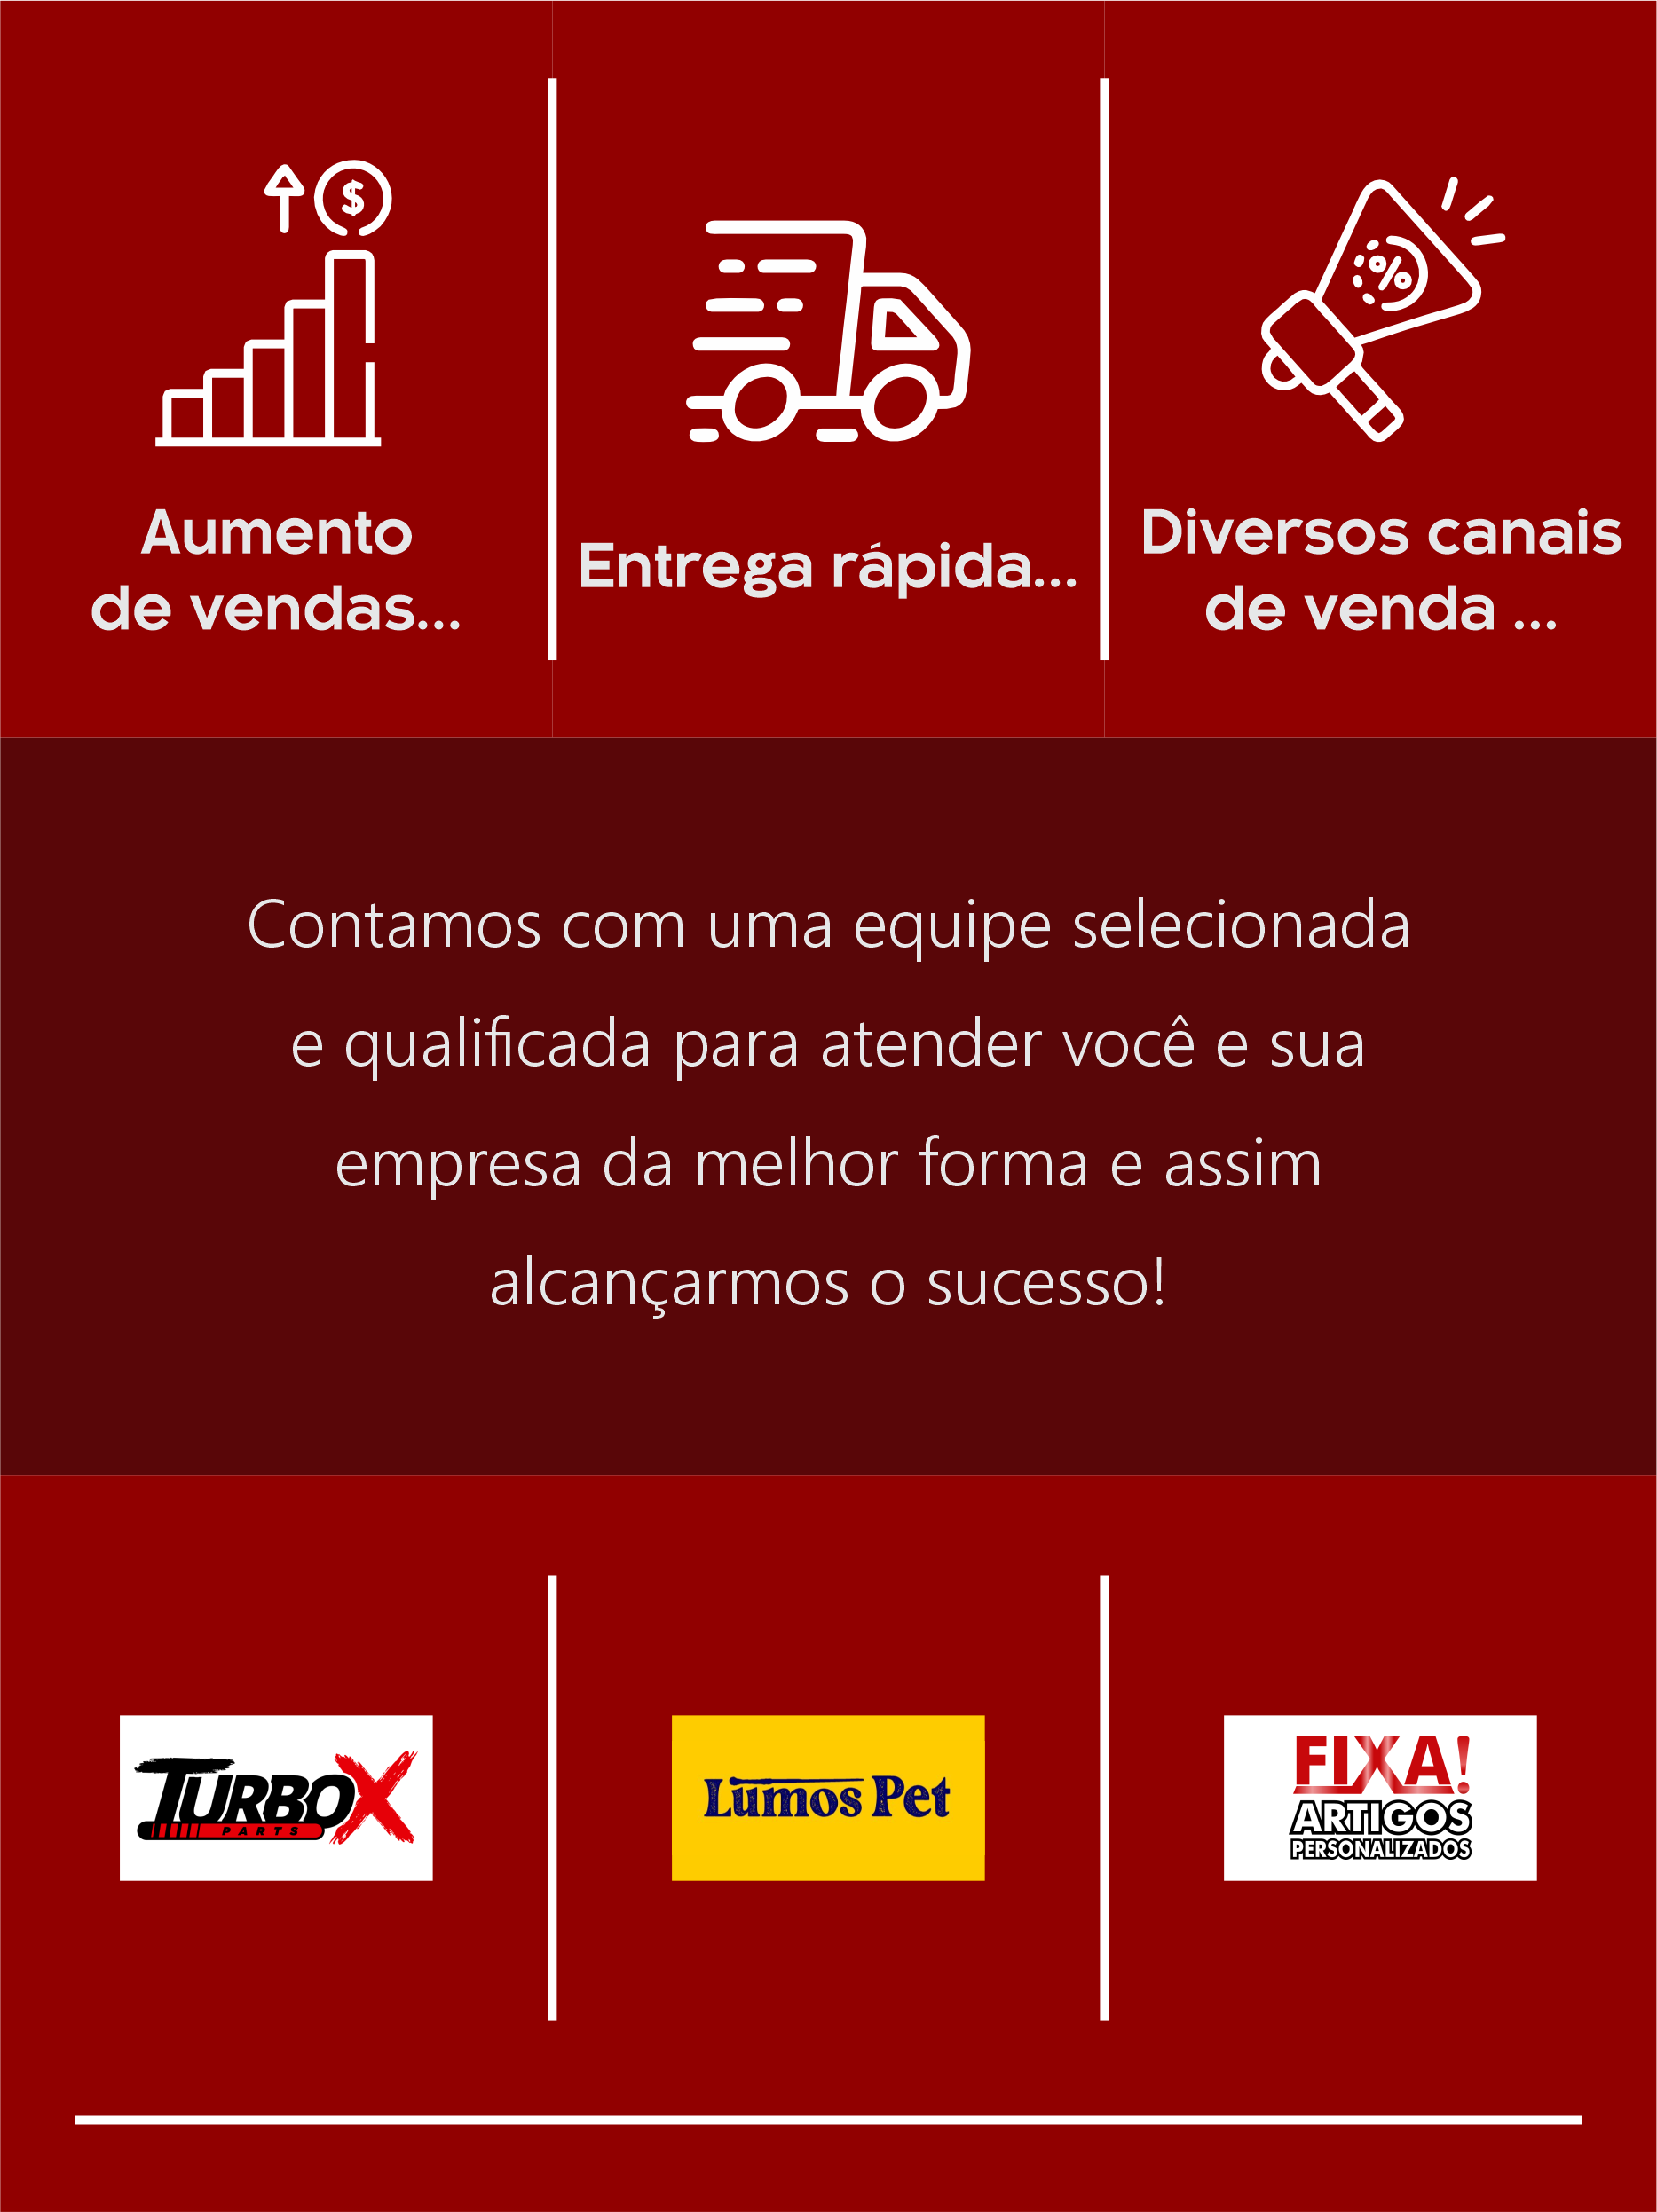 $
%
Aumento
de vendas...
Entrega rápida...
Diversos canais
de venda ...
Contamos com uma equipe selecionada
e qualificada para atender você e sua
empresa da melhor forma e assim
alcançarmos o sucesso!
TURBOX
PARTS
Lumos Pet
FIXA!
ARTIGOS
PERSONALIZADOS